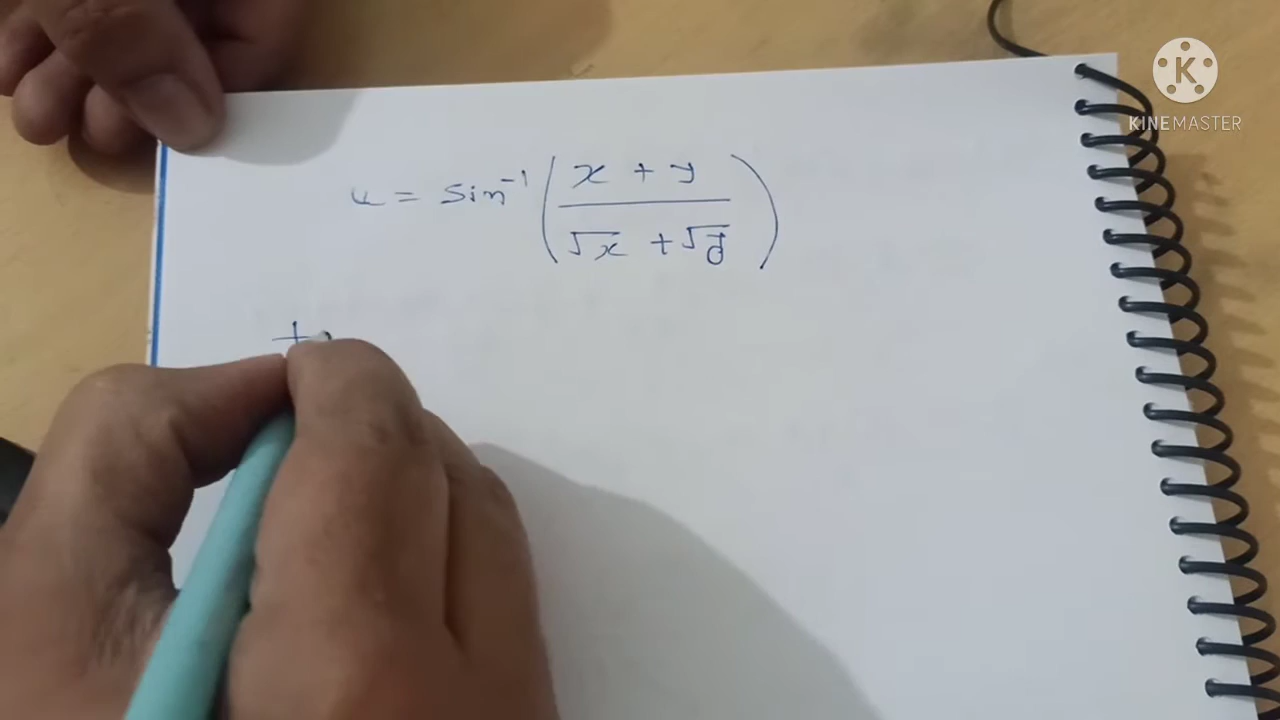 u = Sin⁻¹ (x + y / √x + √y)
K
KINEMASTER